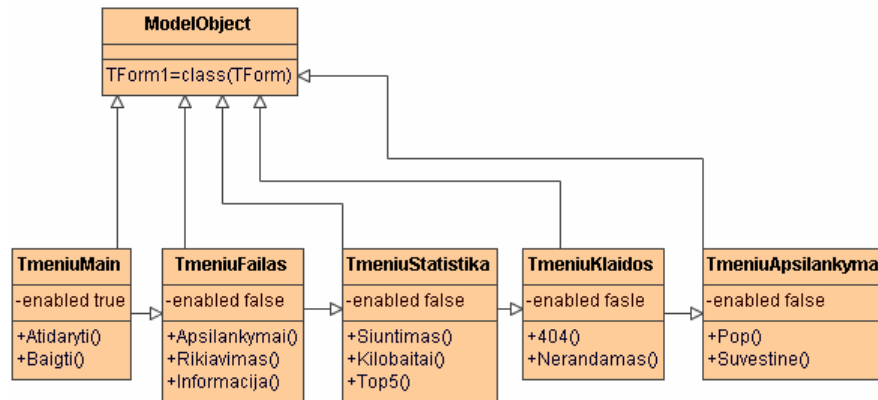 ModelObject
TForm1=class(TForm)
TmeniuMain
-enabled true
+Atidaryti()
+Baigti()
TmeniuFailas
-enabled false
+Apsilankymai()
+Rikiavimas()
+Informacija()
TmeniuStatistika
-enabled false
+Siuntimas()
+Kilobaitai()
+Top5()
TmeniuKlaidos
-enabled fasle
+404()
+Nerandamas()
TmeniuApsilankyma
-enabled false
+Pop()
+Suvestine()